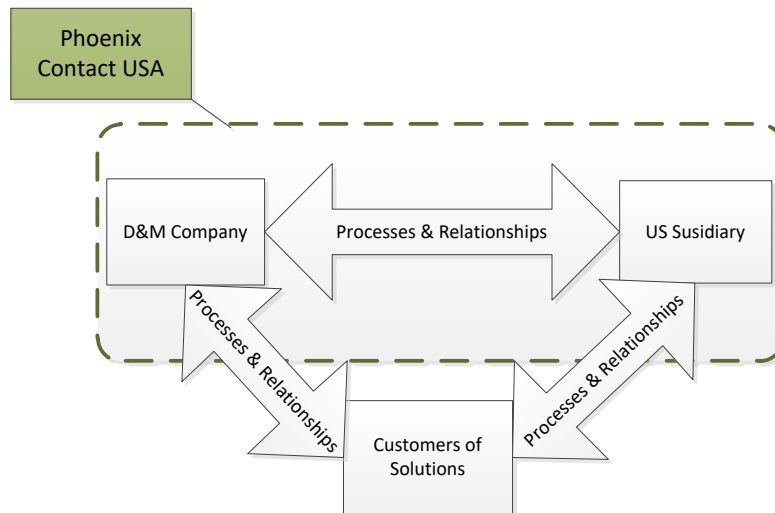 Phoenix
Contact USA
D&M Company
Processes & Relationships
US Susidiary
Processes & Relationships
Processes & Relationships
Customers of
Solutions